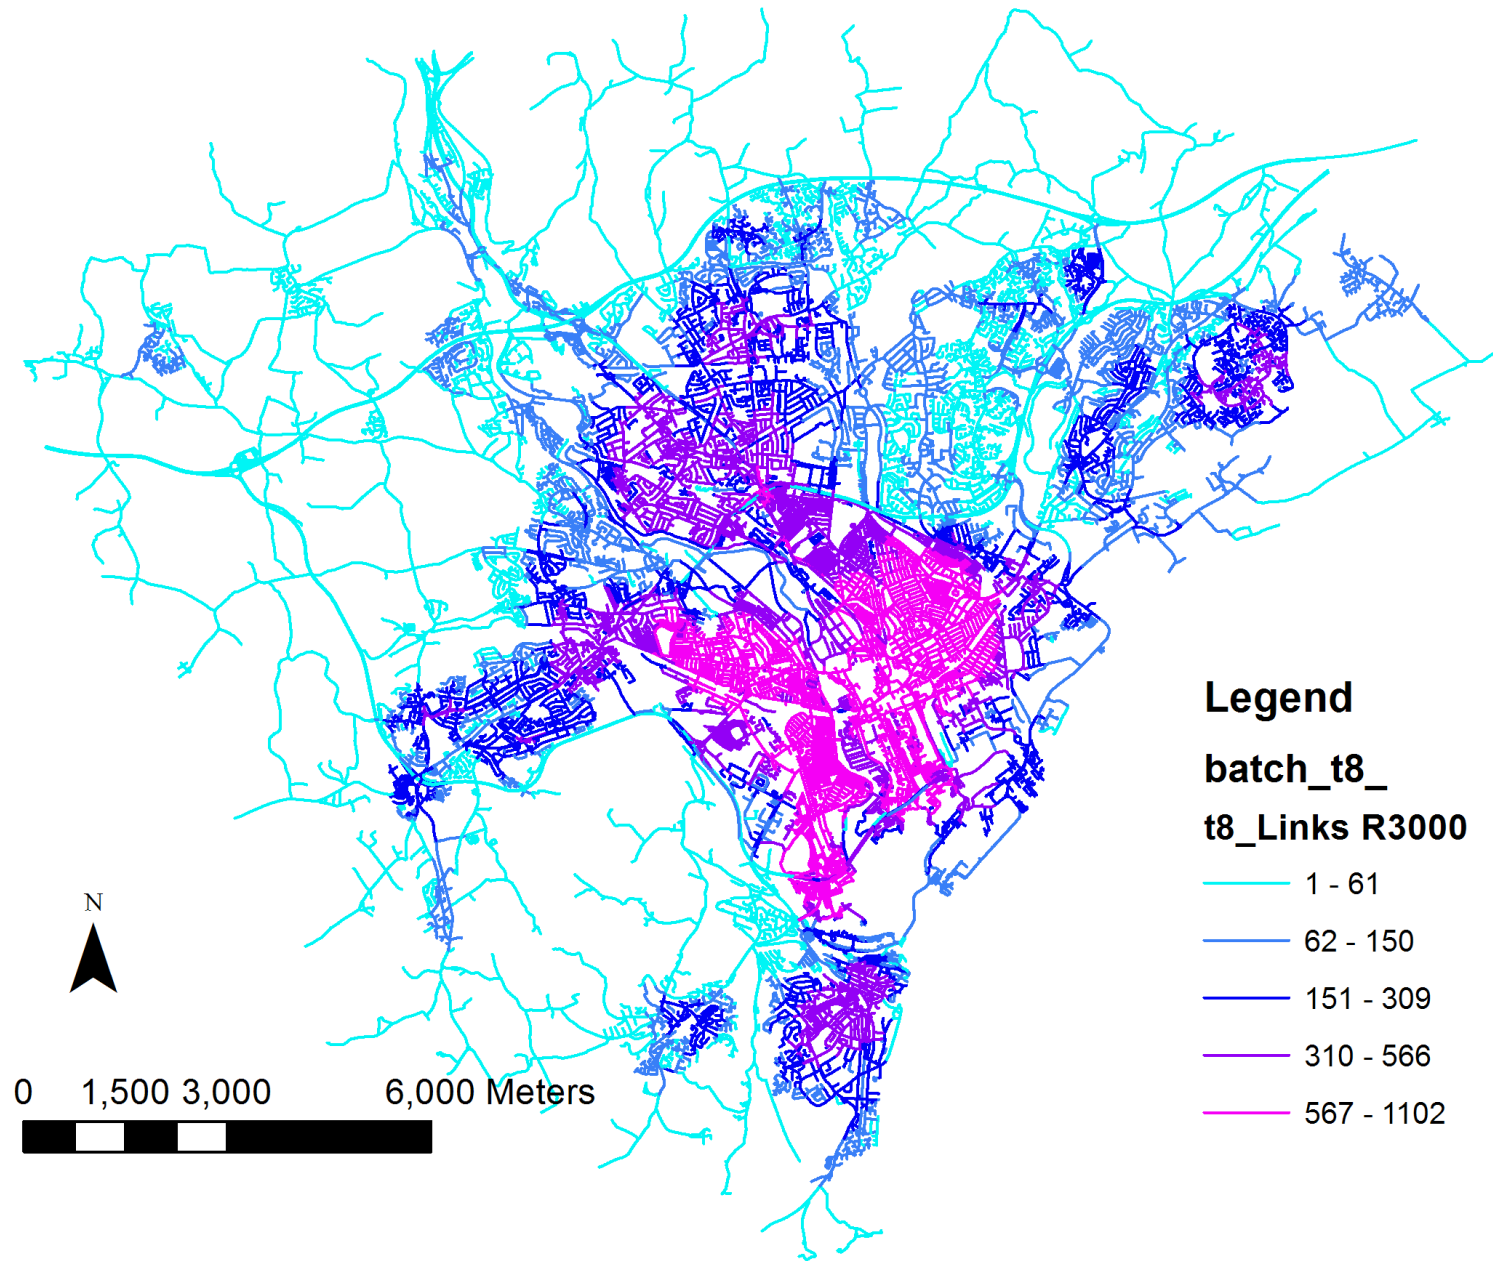 Legend
batch_t8_
t8_Links R3000
1 - 61
62 - 150
151 - 309
310 - 566
567 - 1102
N
0 1,500 3,000 6,000 Meters